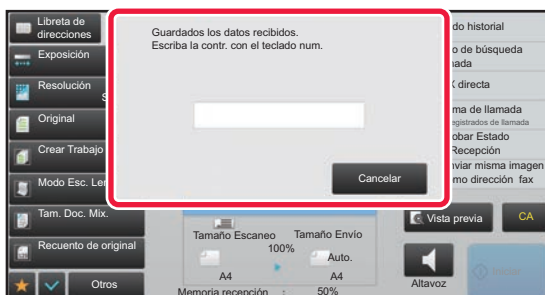 Libreta de
direcciones
Exposición
Resolución
S
Original
Crear Trabajo
Modo Esc. Len
Tam. Doc. Mix.
Recuento de original
Otros
Guardados los datos recibidos.
Escriba la contr. con el teclado num.
Cancelar
Tamaño Escaneo
Tamaño Envío
100%
Auto.
A4
A4
Memoria recepción :
50%
do historial
o de búsqueda
nada
X directa
ma de llamada
egistrados de llamada
obar Estado
Recepción
nviar misma imagen
mo dirección fax
Vista previa
CA
Altavoz